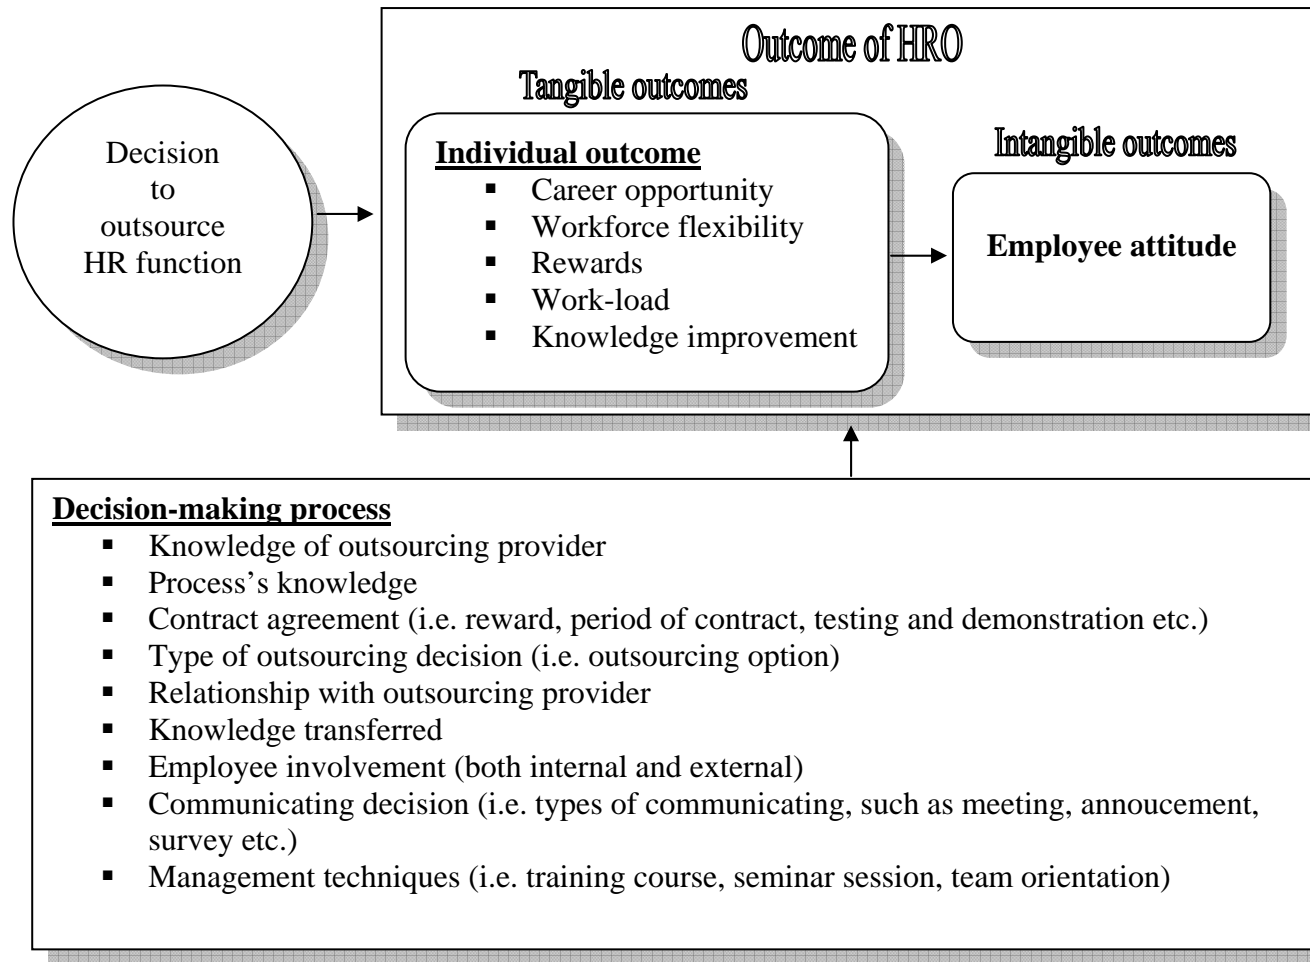 Outcome of HRO
Tangible outcomes
Intangible outcomes
Decision
to
outsource
HR function
Individual outcome
▪ Career opportunity
▪ Workforce flexibility
▪ Rewards
▪ Work-load
▪ Knowledge improvement
Employee attitude
Decision-making process
▪ Knowledge of outsourcing provider
▪ Process’s knowledge
▪ Contract agreement (i.e. reward, period of contract, testing and demonstration etc.)
▪ Type of outsourcing decision (i.e. outsourcing option)
▪ Relationship with outsourcing provider
▪ Knowledge transferred
▪ Employee involvement (both internal and external)
▪ Communicating decision (i.e. types of communicating, such as meeting, annoucement,
survey etc.)
▪ Management techniques (i.e. training course, seminar session, team orientation)